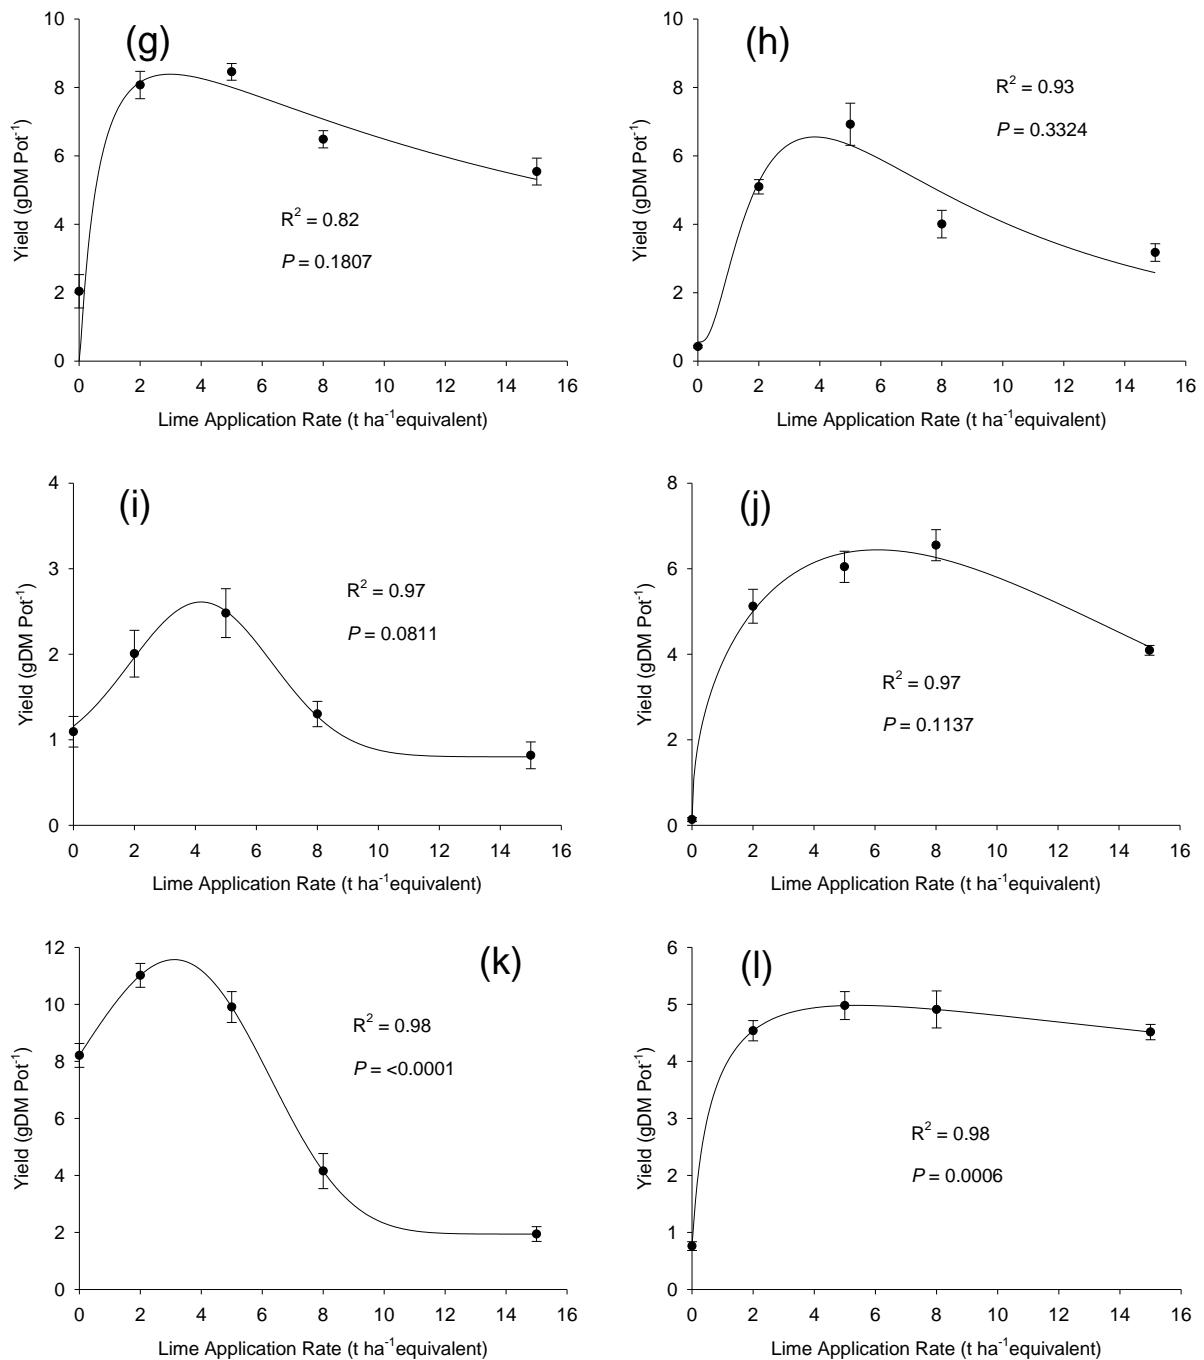 (g)
10
8
6
4
2
0
Yield (gDM Pot-1)
R2 = 0.82
P = 0.1807
0 2 4 6 8 10 12 14 16
Lime Application Rate (t ha-1equivalent)
(h)
10
8
6
4
2
0
Yield (gDM Pot-1)
R2 = 0.93
P = 0.3324
0 2 4 6 8 10 12 14 16
Lime Application Rate (t ha-1equivalent)
(i)
4
3
2
1
0
Yield (gDM Pot-1)
R2 = 0.97
P = 0.0811
0 2 4 6 8 10 12 14 16
Lime Application Rate (t ha-1equivalent)
(j)
8
6
4
2
0
Yield (gDM Pot-1)
R2 = 0.97
P = 0.1137
0 2 4 6 8 10 12 14 16
Lime Application Rate (t ha-1equivalent)
(k)
12
10
8
6
4
2
0
Yield (gDM Pot-1)
R2 = 0.98
P = <0.0001
0 2 4 6 8 10 12 14 16
Lime Application Rate (t ha-1equivalent)
(l)
6
5
4
3
2
1
0
Yield (gDM Pot-1)
R2 = 0.98
P = 0.0006
0 2 4 6 8 10 12 14 16
Lime Application Rate (t ha-1equivalent)